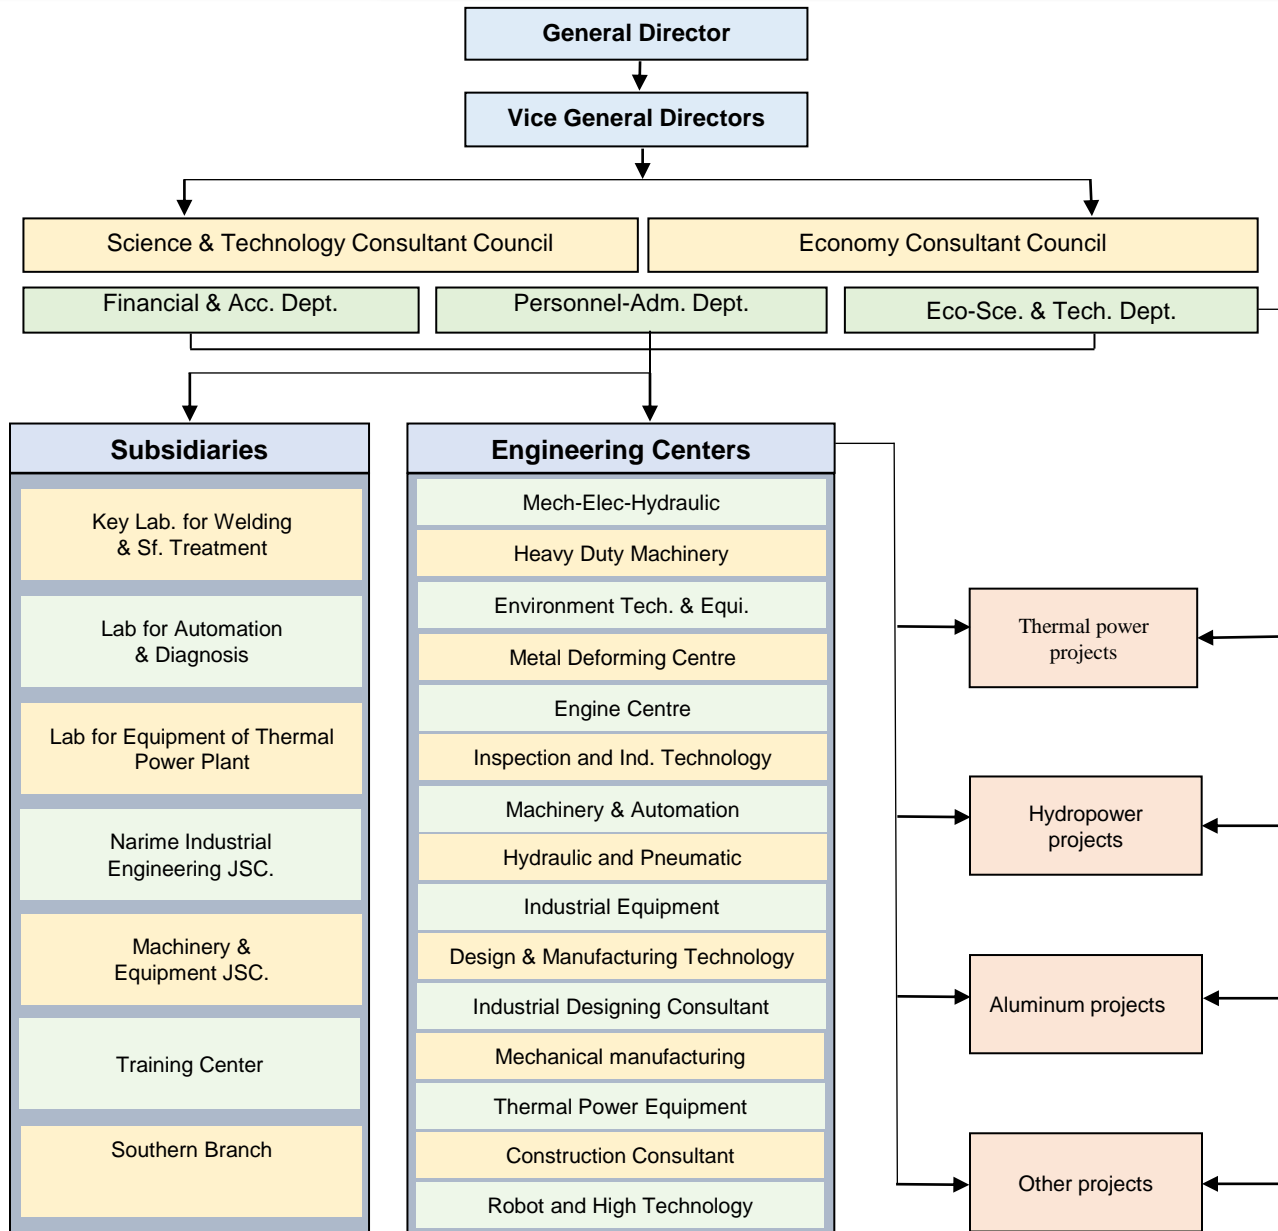 General Director
Vice General Directors
Science & Technology Consultant Council
Economy Consultant Council
Financial & Acc. Dept.
Personnel-Adm. Dept.
Eco-Sce. & Tech. Dept.
Subsidiaries
Key Lab. for Welding
& Sf. Treatment
Lab for Automation
& Diagnosis
Lab for Equipment of Thermal
Power Plant
Narime Industrial
Engineering JSC.
Machinery &
Equipment JSC.
Training Center
Southern Branch
Engineering Centers
Mech-Elec-Hydraulic
Heavy Duty Machinery
Environment Tech. & Equi.
Metal Deforming Centre
Engine Centre
Inspection and Ind. Technology
Machinery & Automation
Hydraulic and Pneumatic
Industrial Equipment
Design & Manufacturing Technology
Industrial Designing Consultant
Mechanical manufacturing
Thermal Power Equipment
Construction Consultant
Robot and High Technology
Thermal power
projects
Hydropower
projects
Aluminum projects
Other projects